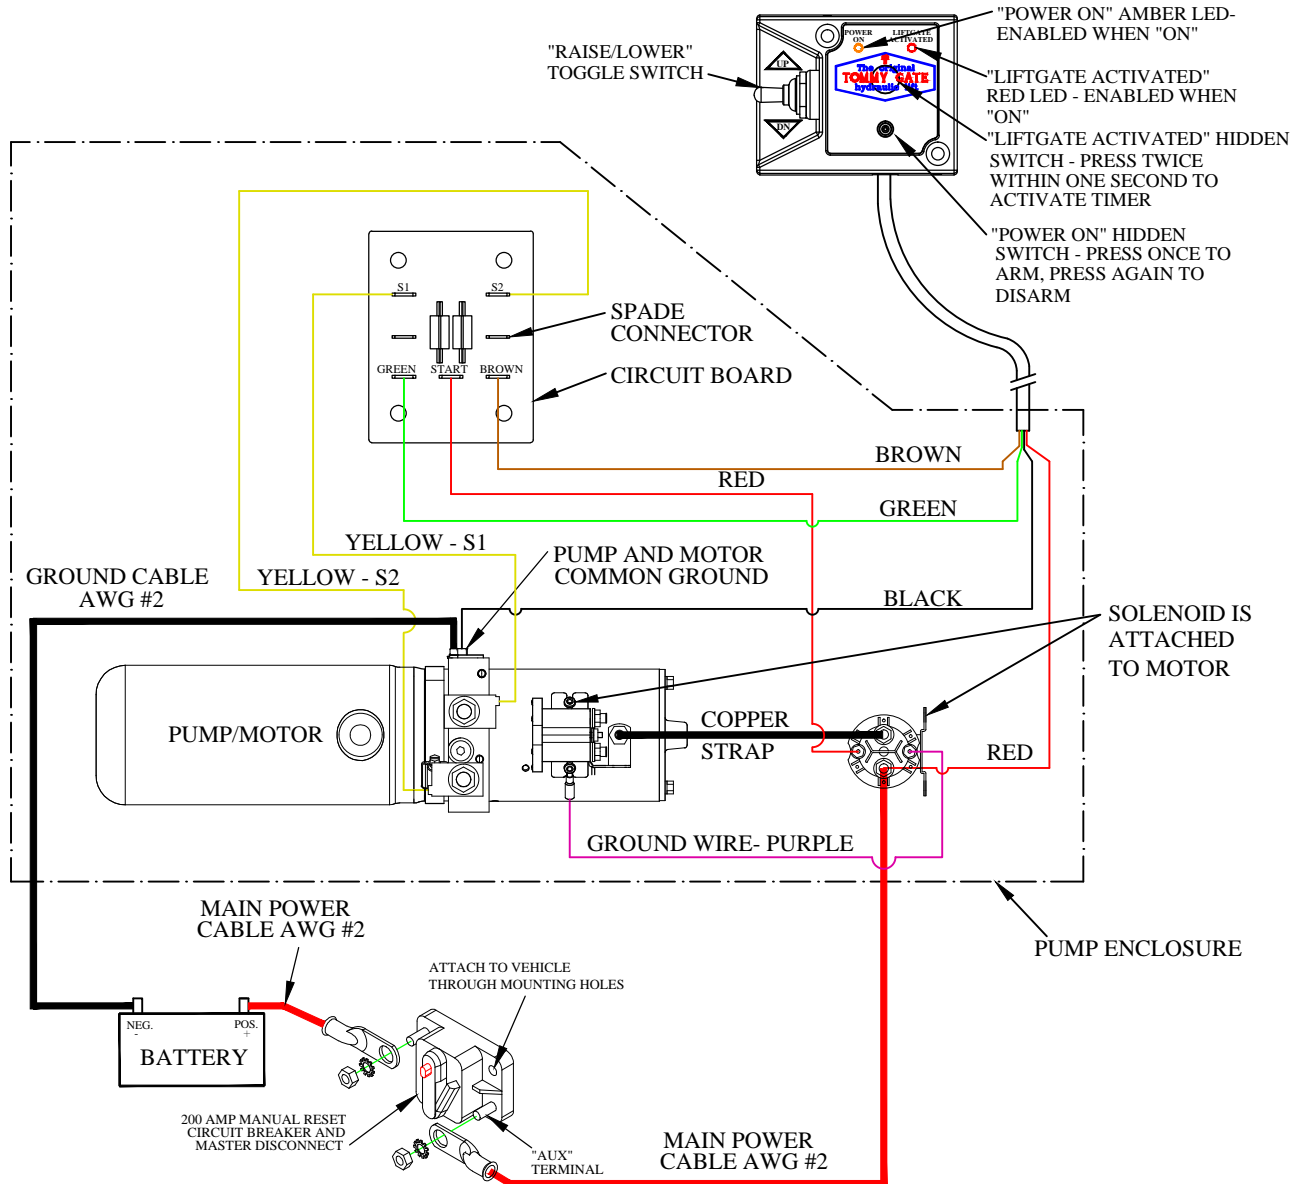 "POWER ON" AMBER LED-
ENABLED WHEN "ON"
"RAISE/LOWER"
TOGGLE SWITCH
POWER
ON
LIFTGATE
ACTIVATED
UP
DN
The original
TOMMY GATE
hydraulic lift
"LIFTGATE ACTIVATED"
RED LED - ENABLED WHEN
"ON"
"LIFTGATE ACTIVATED" HIDDEN
SWITCH - PRESS TWICE
WITHIN ONE SECOND TO
ACTIVATE TIMER
"POWER ON" HIDDEN
SWITCH - PRESS ONCE TO
ARM, PRESS AGAIN TO
DISARM
S1
S2
SPADE
CONNECTOR
GREEN
START
BROWN
CIRCUIT BOARD
BROWN
RED
GREEN
YELLOW - S1
YELLOW - S2
PUMP AND MOTOR
COMMON GROUND
GROUND CABLE
AWG #2
BLACK
SOLENOID IS
ATTACHED
TO MOTOR
PUMP/MOTOR
COPPER
STRAP
RED
GROUND WIRE- PURPLE
MAIN POWER
CABLE AWG #2
PUMP ENCLOSURE
ATTACH TO VEHICLE
THROUGH MOUNTING HOLES
NEG.
-
POS.
+
BATTERY
200 AMP MANUAL RESET
CIRCUIT BREAKER AND
MASTER DISCONNECT
"AUX"
TERMINAL
MAIN POWER
CABLE AWG #2